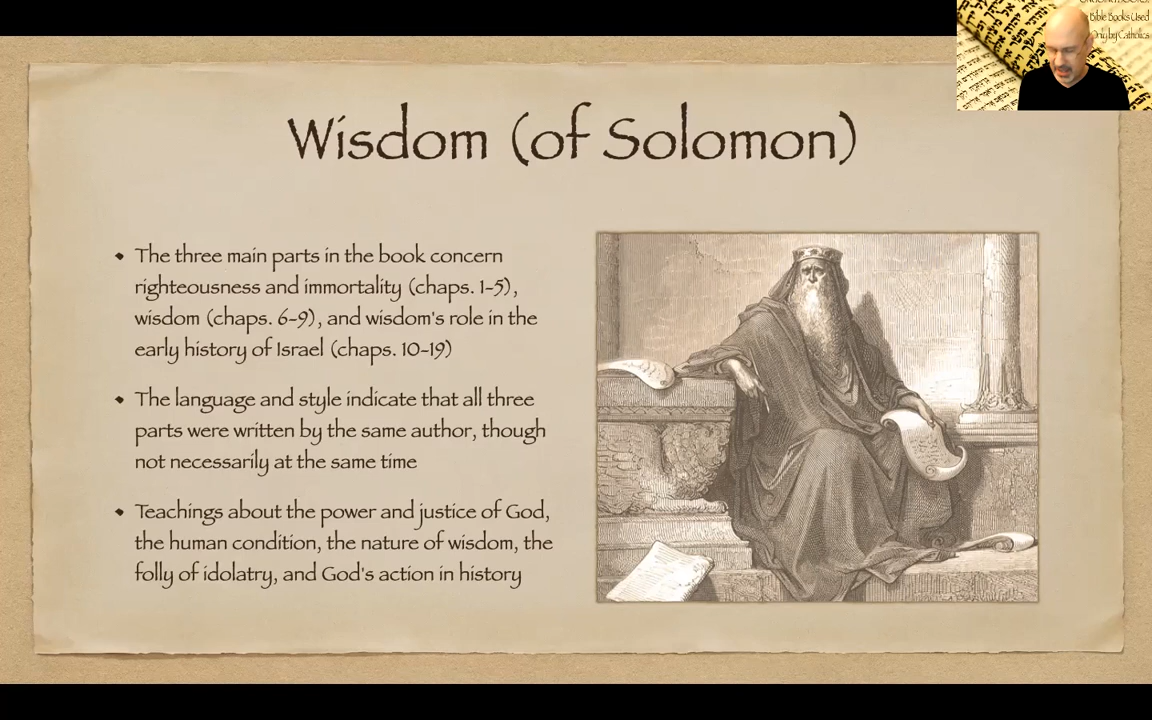 Bible Books Used
Only by Catholics
Wisdom (of Solomon)
• The three main parts in the book concern
righteousness and immortality (chaps. 1-5),
wisdom (chaps. 6-9), and wisdom's role in the
early history of Israel (chaps. 10-19)
• The language and style indicate that all three
parts were written by the same author, though
not necessarily at the same time
• Teachings about the power and justice of God,
the human condition, the nature of wisdom, the
folly of idolatry, and God's action in history